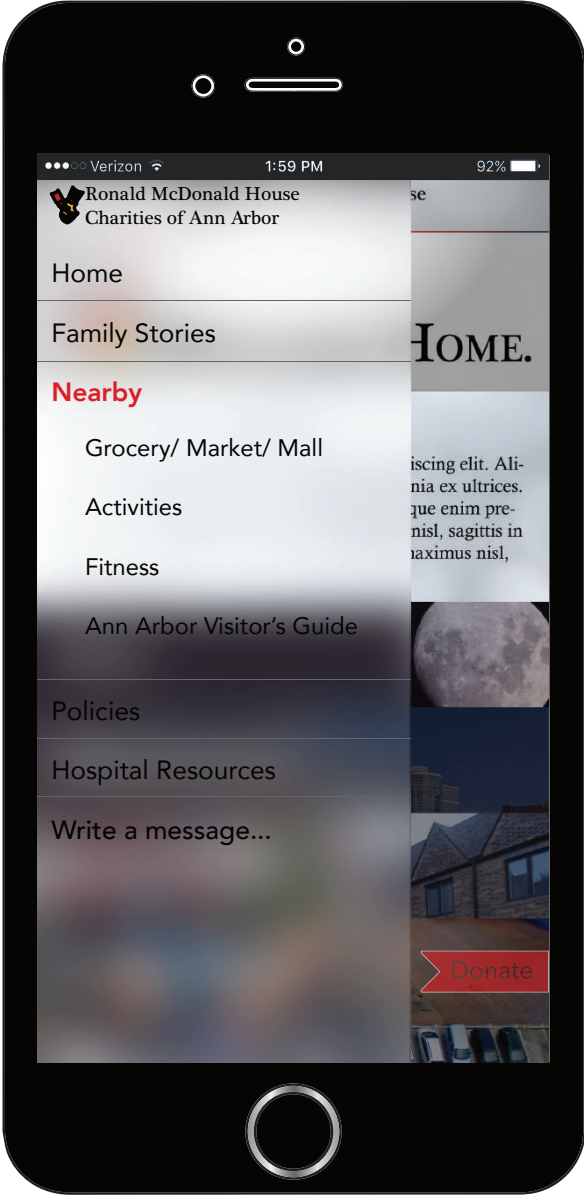 Verizon 1:59 PM 92%
Ronald McDonald House
Charities of Ann Arbor
se
Home
Family Stories
HOME.
Nearby
Grocery/ Market/ Mall
Activities
Fitness
Ann Arbor Visitor's Guide
Policies
Hospital Resources
Write a message...
iscing elit. Ali-
nia ex ultrices.
que enim pre-
nisl, sagittis in
naximus nisl,
Donate